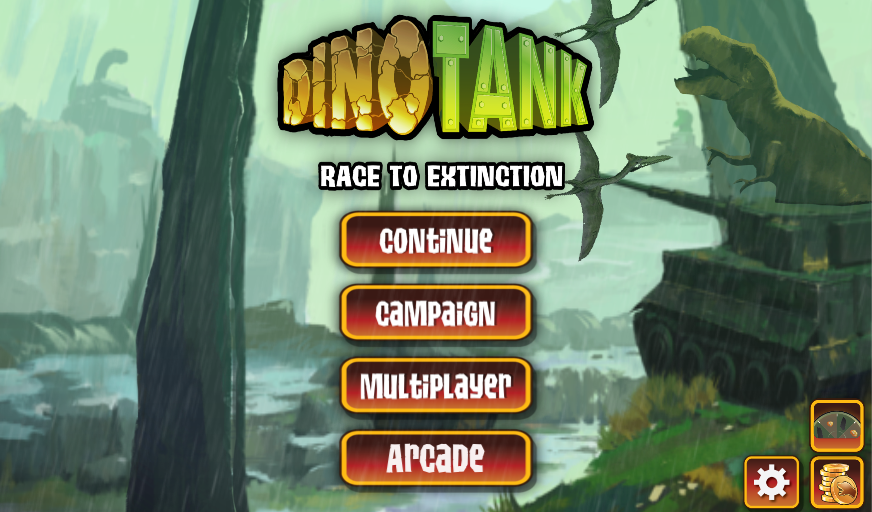 DINO TANK
RACE TO EXTINCTION
CONTINUE
CAMPAIGN
MULTIPLAYER
ARCADE